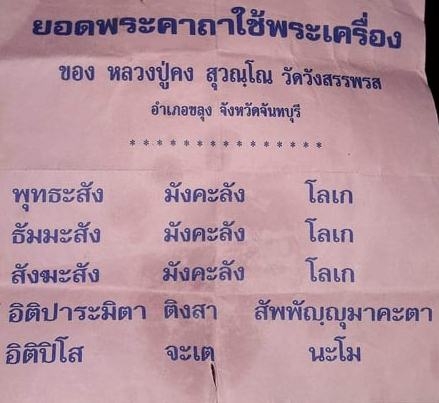 ยอดพระคาถาใช้พระเครื่อง
ของ หลวงปู่คง สุวณฺโณ วัดวังสรรพรส
อำเภอขลุง จังหวัดจันทบุรี
* * * * * * * * * * * * * * *
พุทธะสัง มังคะลัง โลเก
ธัมมะสัง มังคะลัง โลเก
สังฆะสัง มังคะลัง โลเก
อิติปาระมิตา ติงสา สัพพัญญุมาคะตา
อิติปิโส จะเต นะโม